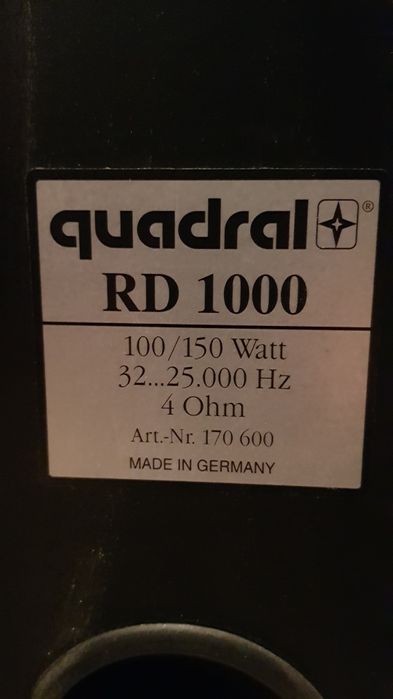 quadral®
RD 1000
100/150 Watt
32...25.000 Hz
4 Ohm
Art.-Nr. 170 600
MADE IN GERMANY